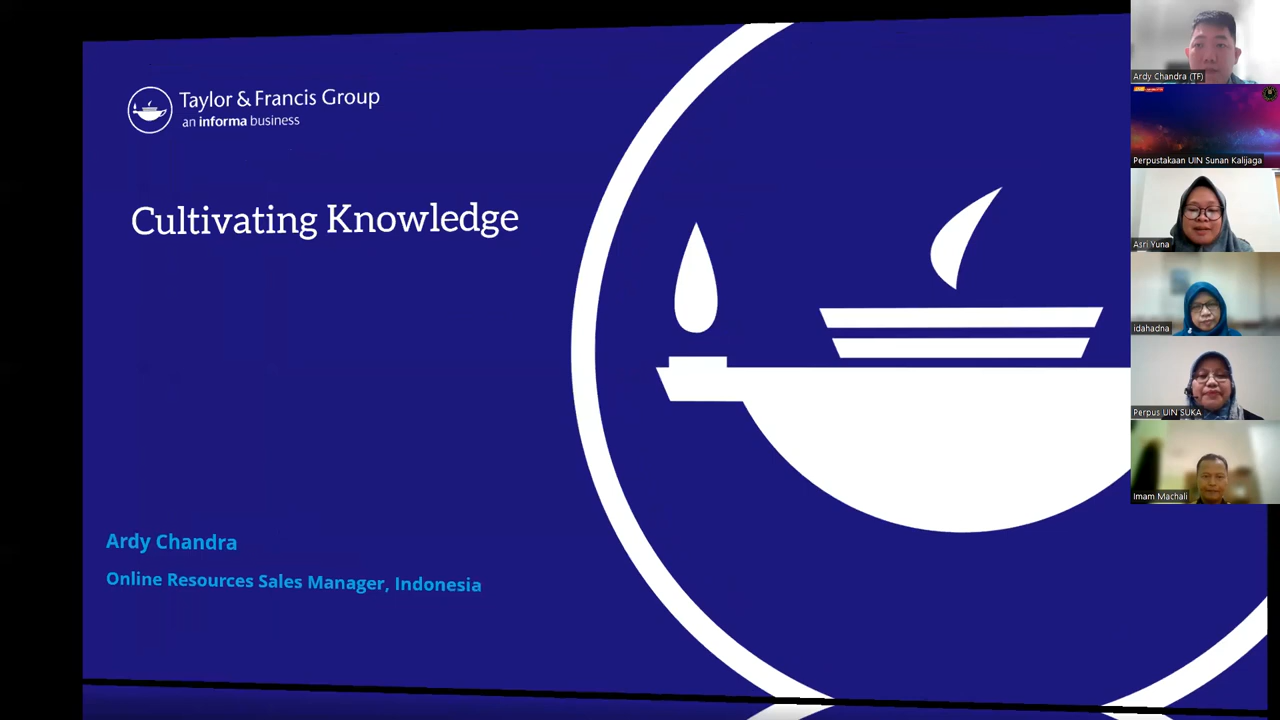 Taylor & Francis Group
an informa business
Cultivating Knowledge
Ardy Chandra
Online Resources Sales Manager, Indonesia
Ardy Chandra (TF)
Perpustakaan UIN Sunan Kalijaga
Asri Yuna
idahadna
Perpus UIN SUKA
Imam Machali